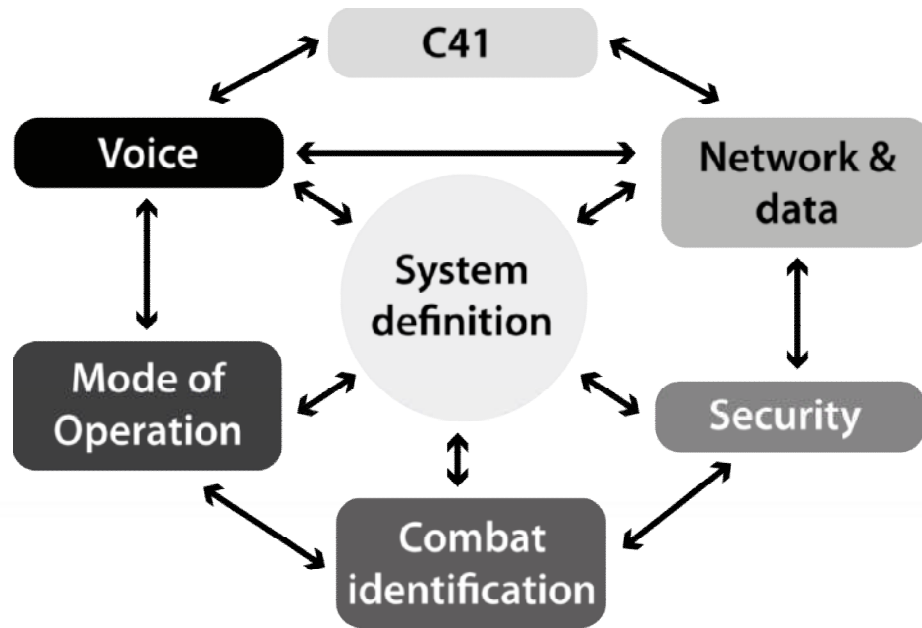 C41
Voice
Network &
data
System
definition
Mode of
Operation
Security
Combat
identification